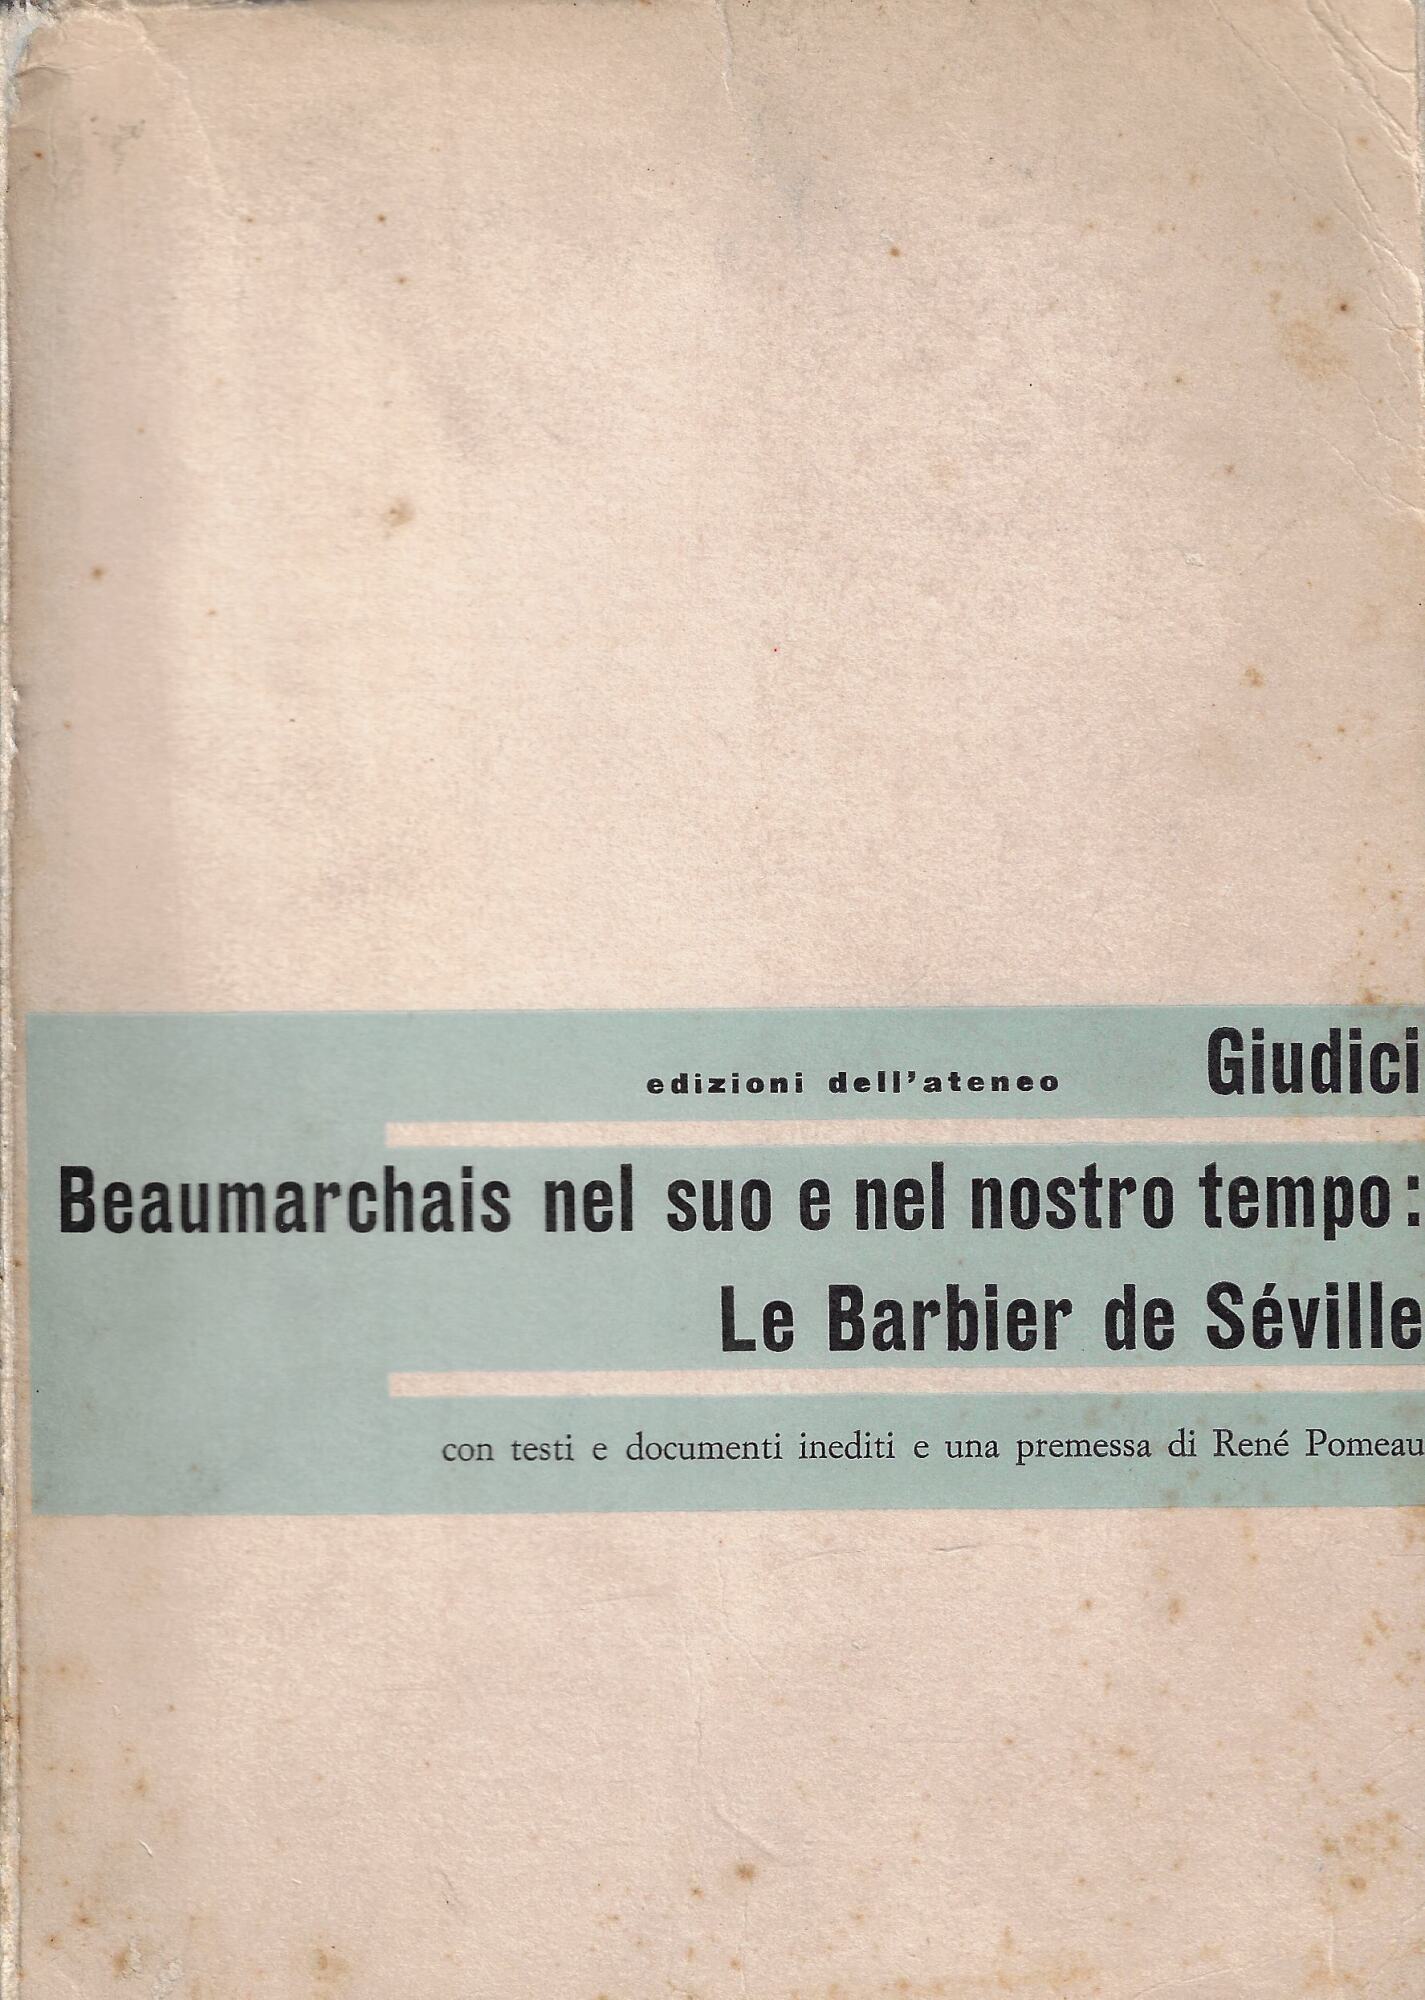 edizioni dell'ateneo Giudici
Beaumarchais nel suo e nel nostro tempo:
Le Barbier de Séville
con testi e documenti inediti e una premessa di René Pomeau